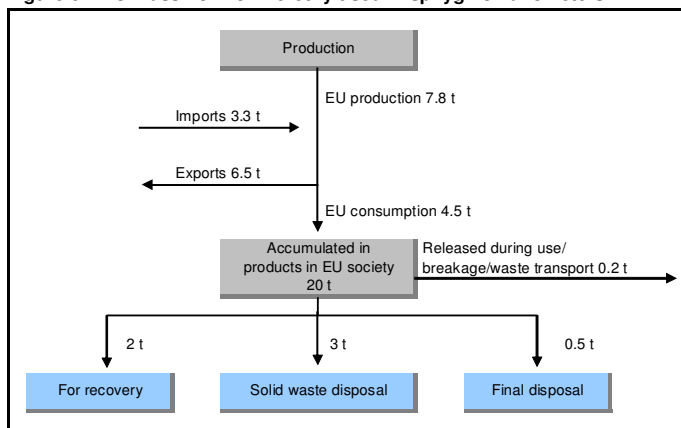 Production
EU production 7.8 t
Imports 3.3 t
Exports 6.5 t
EU consumption 4.5 t
Accumulated in
products in EU society
20 t
Released during use/
breakage/waste transport 0.2 t
2 t
3 t
0.5 t
For recovery
Solid waste disposal
Final disposal